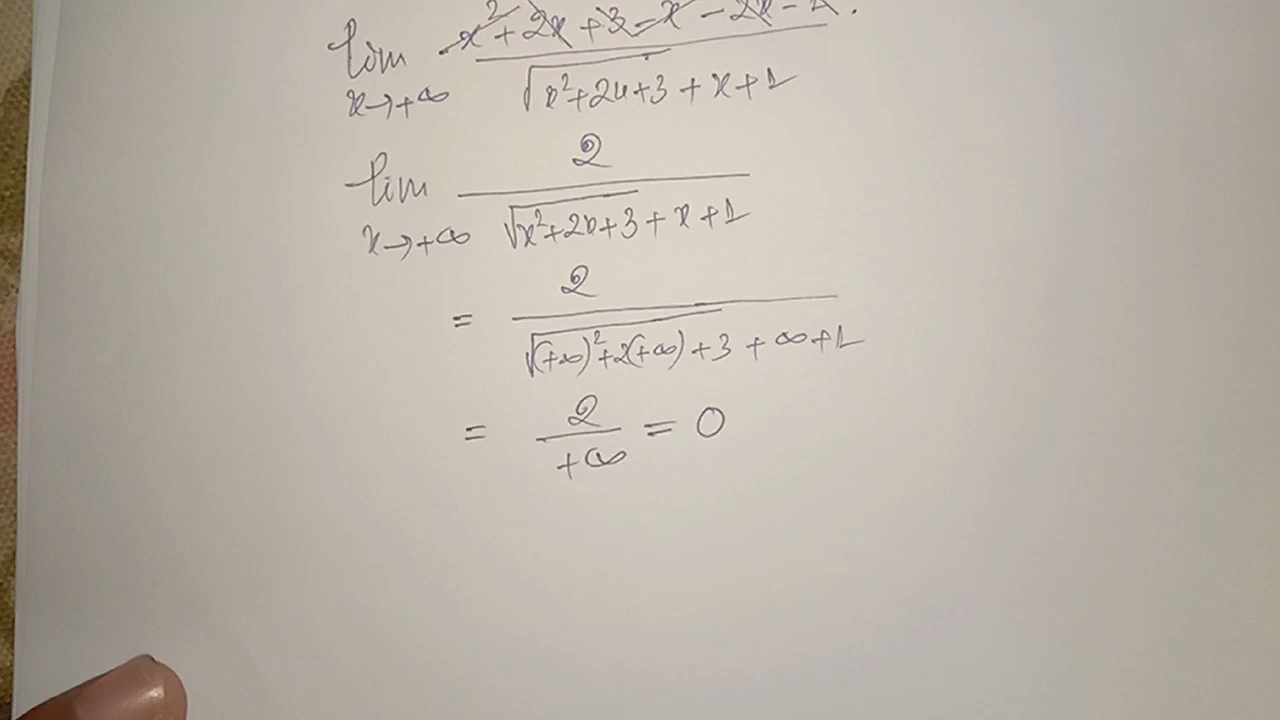 lim x²+2x+3-x²-2x-1
x→+∞ √x²+2x+3 + x+1
lim 2
x→+∞ √x²+2x+3 + x+1
= 2
√(+∞)²+2(+∞)+3 + ∞+1
= 2 = 0
+∞